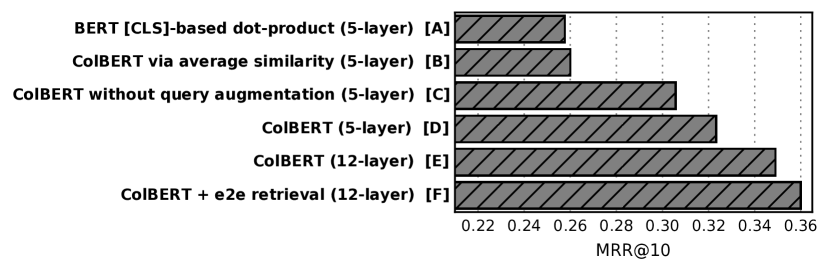 BERT [CLS]-based dot-product (5-layer) [A]
ColBERT via average similarity (5-layer) [B]
ColBERT without query augmentation (5-layer) [C]
ColBERT (5-layer) [D]
ColBERT (12-layer) [E]
ColBERT + e2e retrieval (12-layer) [F]
0.22 0.24 0.26 0.28 0.30 0.32 0.34 0.36
MRR@10